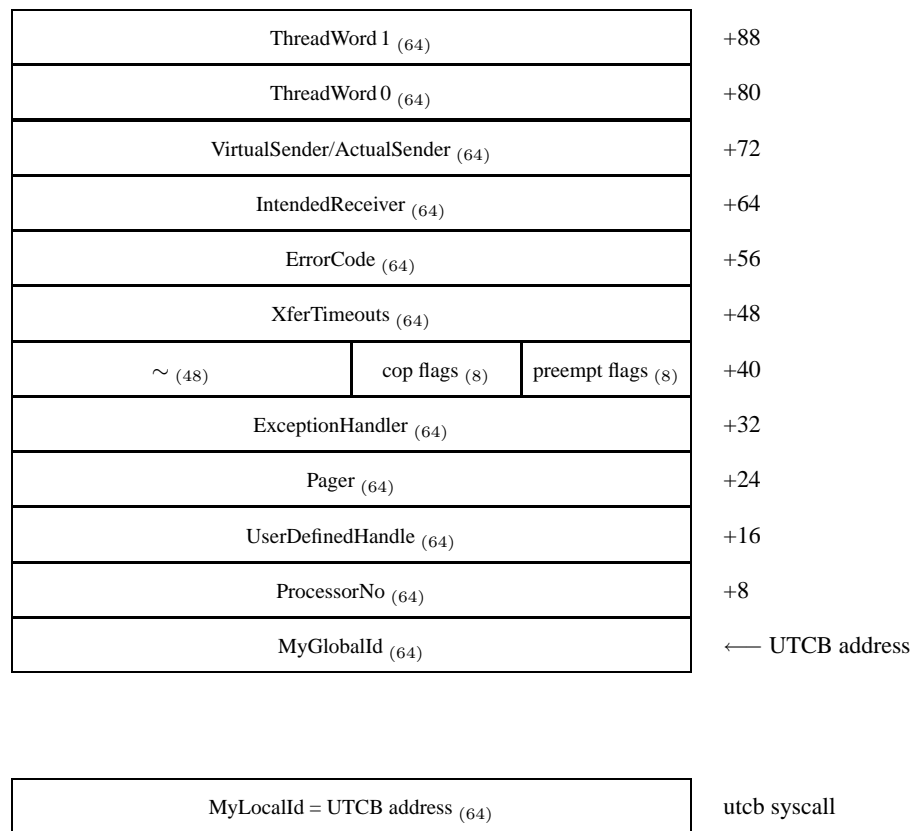 ThreadWord 1 (64) +88
ThreadWord 0 (64) +80
VirtualSender/ActualSender (64) +72
IntendedReceiver (64) +64
ErrorCode (64) +56
XferTimeouts (64) +48
~ (48) cop flags (8) preempt flags (8) +40
ExceptionHandler (64) +32
Pager (64) +24
UserDefinedHandle (64) +16
ProcessorNo (64) +8
MyGlobalId (64) ← UTCB address
MyLocalId = UTCB address (64) utcb syscall